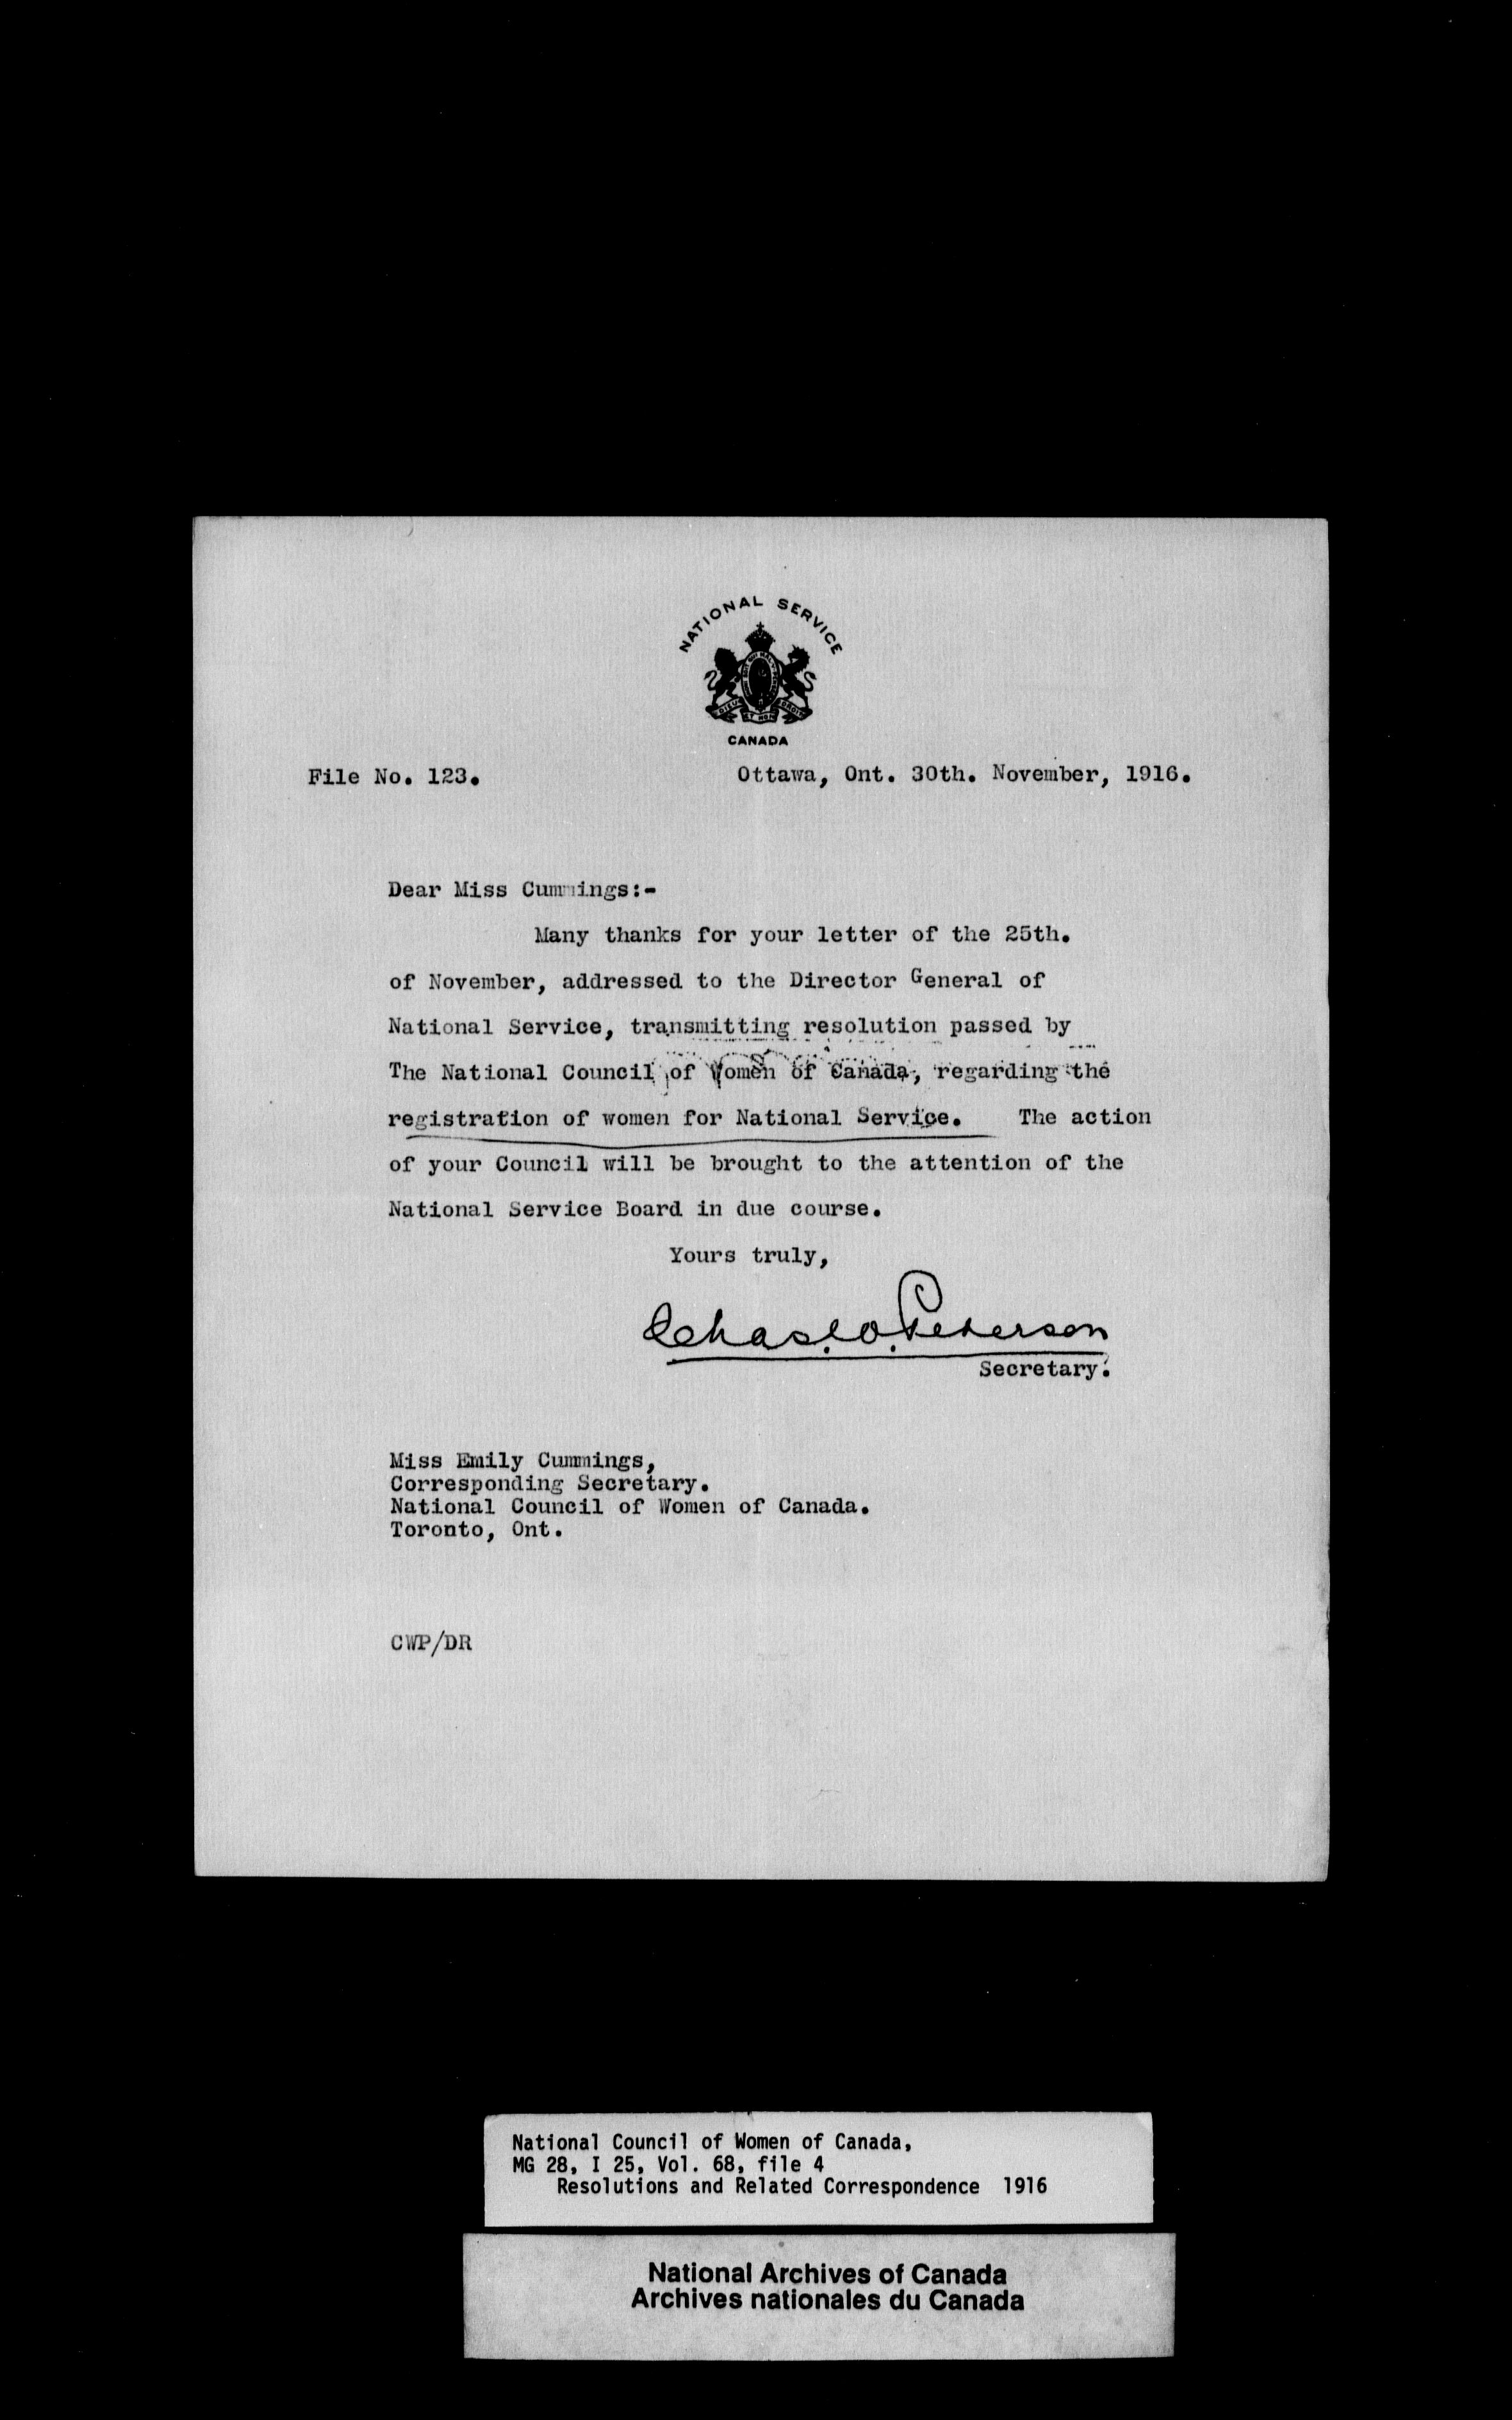 NATIONAL SERVICE
DIEU ET MON DROIT
CANADA
File No. 123.
Ottawa, Ont. 30th. November, 1916.
Dear Miss Cummings:-
Many thanks for your letter of the 25th.
of November, addressed to the Director General of
National Service, transmitting resolution passed by
The National Council of Women of Canada, regarding the
registration of women for National Service. The action
of your Council will be brought to the attention of the
National Service Board in due course.
Yours truly,
Peterson
Secretary.
Miss Emily Cummings,
Corresponding Secretary.
National Council of Women of Canada.
Toronto, Ont.
CWP/DR
National Council of Women of Canada,
MG 28, I 25, Vol. 68, file 4
Resolutions and Related Correspondence 1916
National Archives of Canada
Archives nationales du Canada